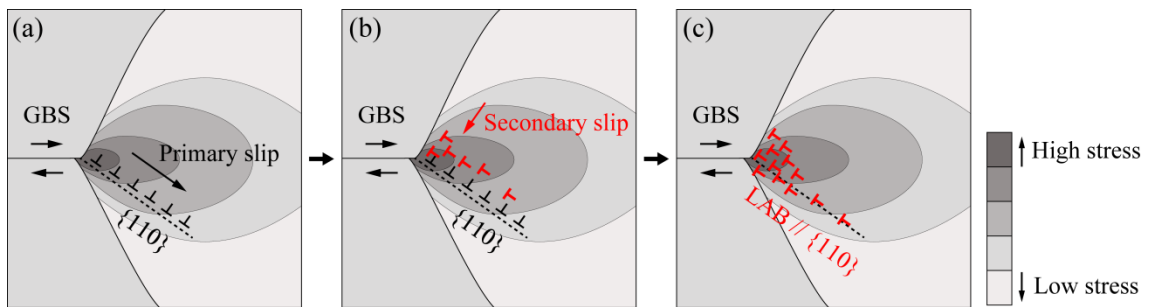 (a)
GBS
Primary slip
{110}
(b)
GBS
Secondary slip
{110}
(c)
GBS
LAB // {110}
High stress
Low stress